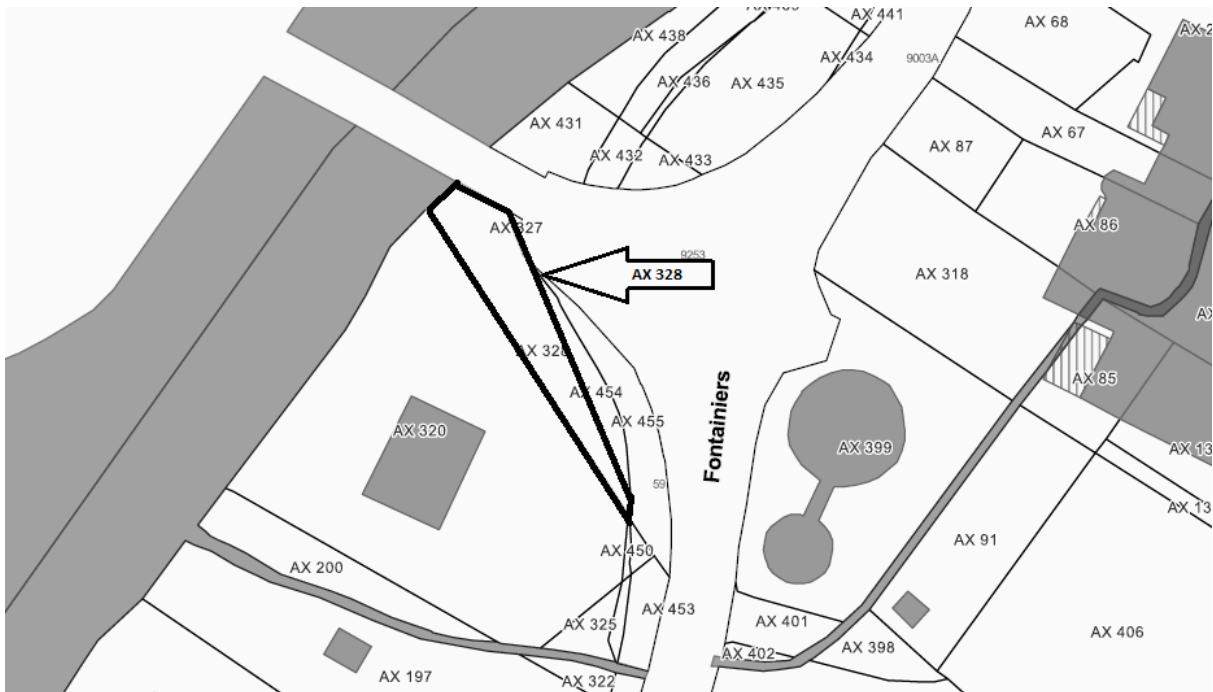 AX 441
AX 68
AX 438
AX 434
9003A
AX 436
AX 435
AX 431
AX 67
AX 87
AX 432
AX 433
AX 327
AX 86
9253
AX 328
AX 318
AX 328
AX 85
AX 454
AX 455
AX 320
Fontainiers
AX 399
59
AX 450
AX 91
AX 200
AX 453
AX 325
AX 401
AX 406
AX 398
AX 402
AX 197
AX 322